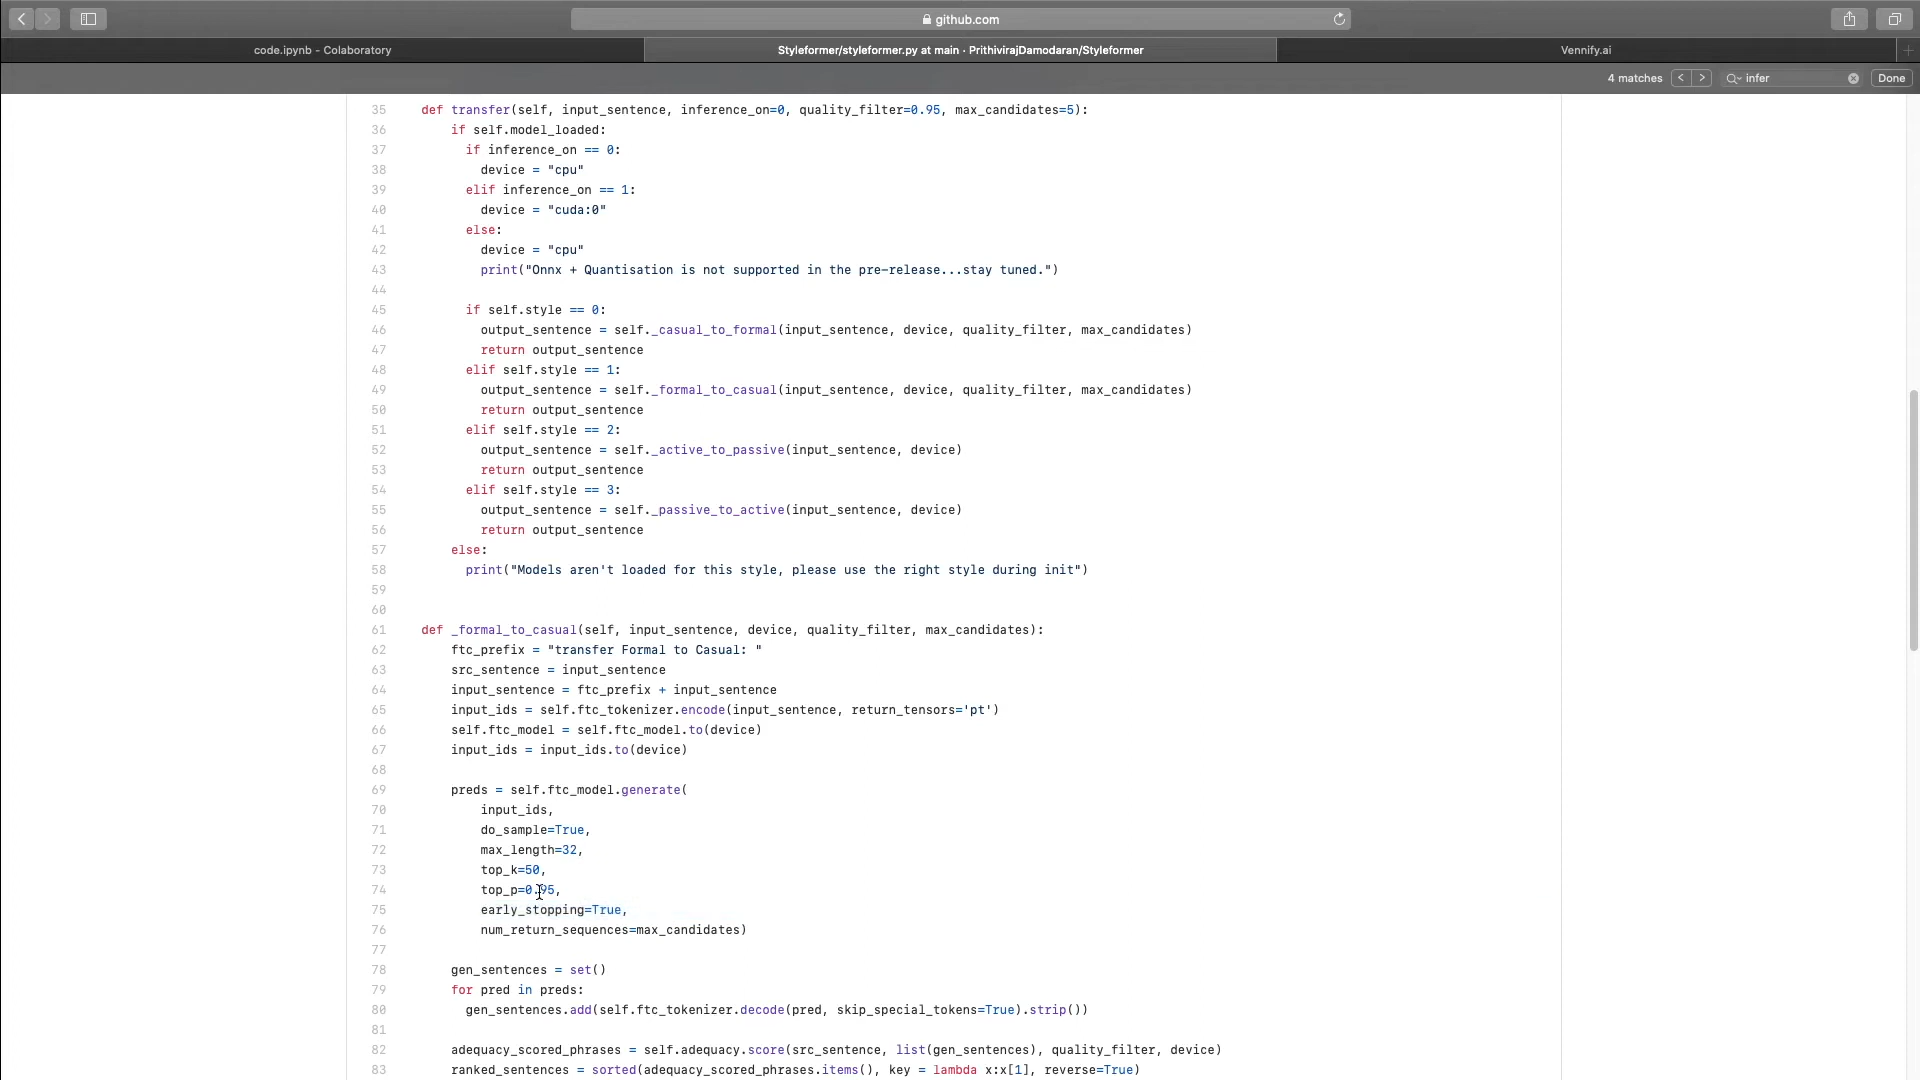 github.com
code.ipynb - Colaboratory
Styleformer/styleformer.py at main · PrithivirajDamodaran/Styleformer
Vennify.ai
4 matches
infer
Done
35 def transfer(self, input_sentence, inference_on=0, quality_filter=0.95, max_candidates=5):
36 if self.model_loaded:
37 if inference_on == 0:
38 device = "cpu"
39 elif inference_on == 1:
40 device = "cuda:0"
41 else:
42 device = "cpu"
43 print("Onnx + Quantisation is not supported in the pre-release...stay tuned.")
44
45 if self.style == 0:
46 output_sentence = self._casual_to_formal(input_sentence, device, quality_filter, max_candidates)
47 return output_sentence
48 elif self.style == 1:
49 output_sentence = self._formal_to_casual(input_sentence, device, quality_filter, max_candidates)
50 return output_sentence
51 elif self.style == 2:
52 output_sentence = self._active_to_passive(input_sentence, device)
53 return output_sentence
54 elif self.style == 3:
55 output_sentence = self._passive_to_active(input_sentence, device)
56 return output_sentence
57 else:
58 print("Models aren't loaded for this style, please use the right style during init")
59
60
61 def _formal_to_casual(self, input_sentence, device, quality_filter, max_candidates):
62 ftc_prefix = "transfer Formal to Casual: "
63 src_sentence = input_sentence
64 input_sentence = ftc_prefix + input_sentence
65 input_ids = self.ftc_tokenizer.encode(input_sentence, return_tensors='pt')
66 self.ftc_model = self.ftc_model.to(device)
67 input_ids = input_ids.to(device)
68
69 preds = self.ftc_model.generate(
70 input_ids,
71 do_sample=True,
72 max_length=32,
73 top_k=50,
74 top_p=0.95,
75 early_stopping=True,
76 num_return_sequences=max_candidates)
77
78 gen_sentences = set()
79 for pred in preds:
80 gen_sentences.add(self.ftc_tokenizer.decode(pred, skip_special_tokens=True).strip())
81
82 adequacy_scored_phrases = self.adequacy.score(src_sentence, list(gen_sentences), quality_filter, device)
83 ranked_sentences = sorted(adequacy_scored_phrases.items(), key = lambda x:x[1], reverse=True)